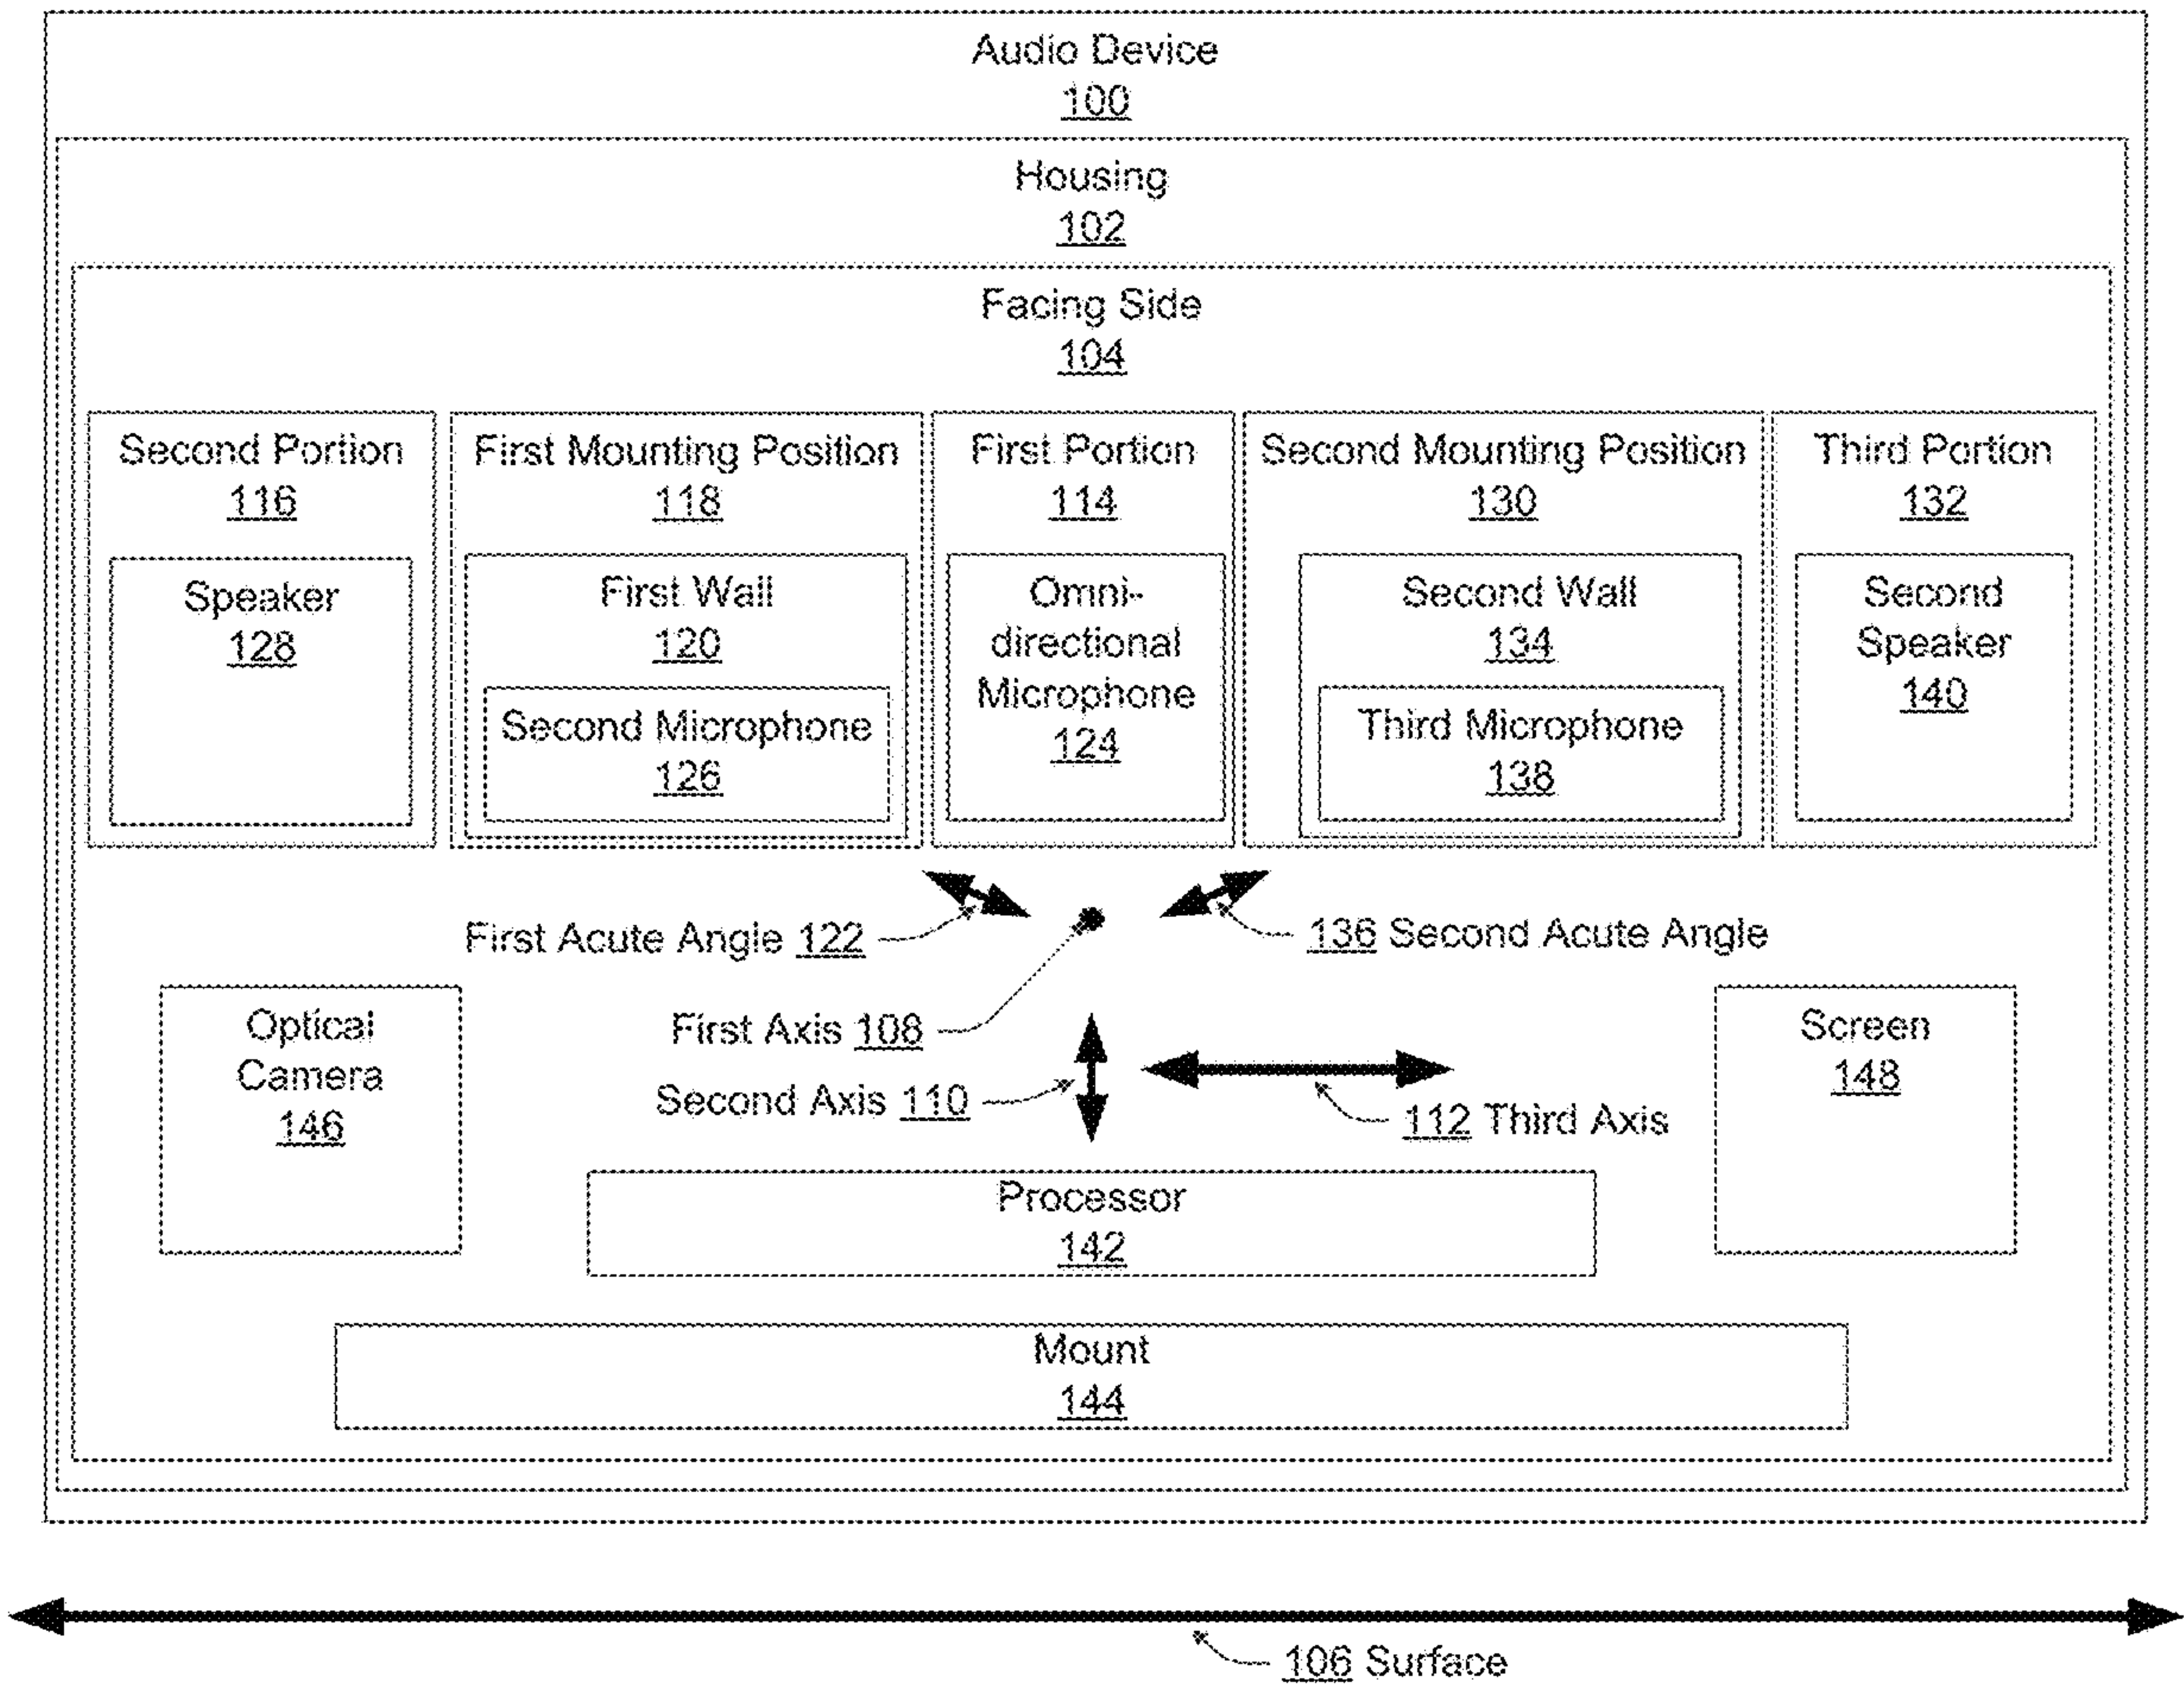 Audio Device
100
Housing
102
Facing Side
104
Second Portion
116
Speaker
128
First Mounting Position
118
First Wall
120
Second Microphone
126
First Portion
114
Omni-
directional
Microphone
124
Second Mounting Position
130
Second Wall
134
Third Microphone
138
Third Portion
132
Second
Speaker
140
First Acute Angle 122
136 Second Acute Angle
First Axis 108
Second Axis 110
112 Third Axis
Optical
Camera
146
Screen
148
Processor
142
Mount
144
106 Surface